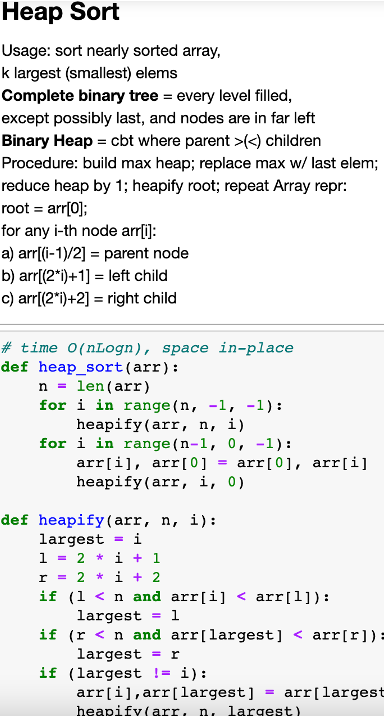 Heap Sort
Usage: sort nearly sorted array,
k largest (smallest) elems
Complete binary tree = every level filled,
except possibly last, and nodes are in far left
Binary Heap = cbt where parent >(<) children
Procedure: build max heap; replace max w/ last elem;
reduce heap by 1; heapify root; repeat Array repr:
root = arr[0];
for any i-th node arr[i]:
a) arr[(i-1)/2] = parent node
b) arr[(2*i)+1] = left child
c) arr[(2*i)+2] = right child
# time O(nLogn), space in-place
def heap_sort(arr):
    n = len(arr)
    for i in range(n, -1, -1):
        heapify(arr, n, i)
    for i in range(n-1, 0, -1):
        arr[i], arr[0] = arr[0], arr[i]
        heapify(arr, i, 0)
def heapify(arr, n, i):
    largest = i
    l = 2 * i + 1
    r = 2 * i + 2
    if (l < n and arr[i] < arr[l]):
        largest = l
    if (r < n and arr[largest] < arr[r]):
        largest = r
    if (largest != i):
        arr[i],arr[largest] = arr[largest
        heapify(arr, n, largest)